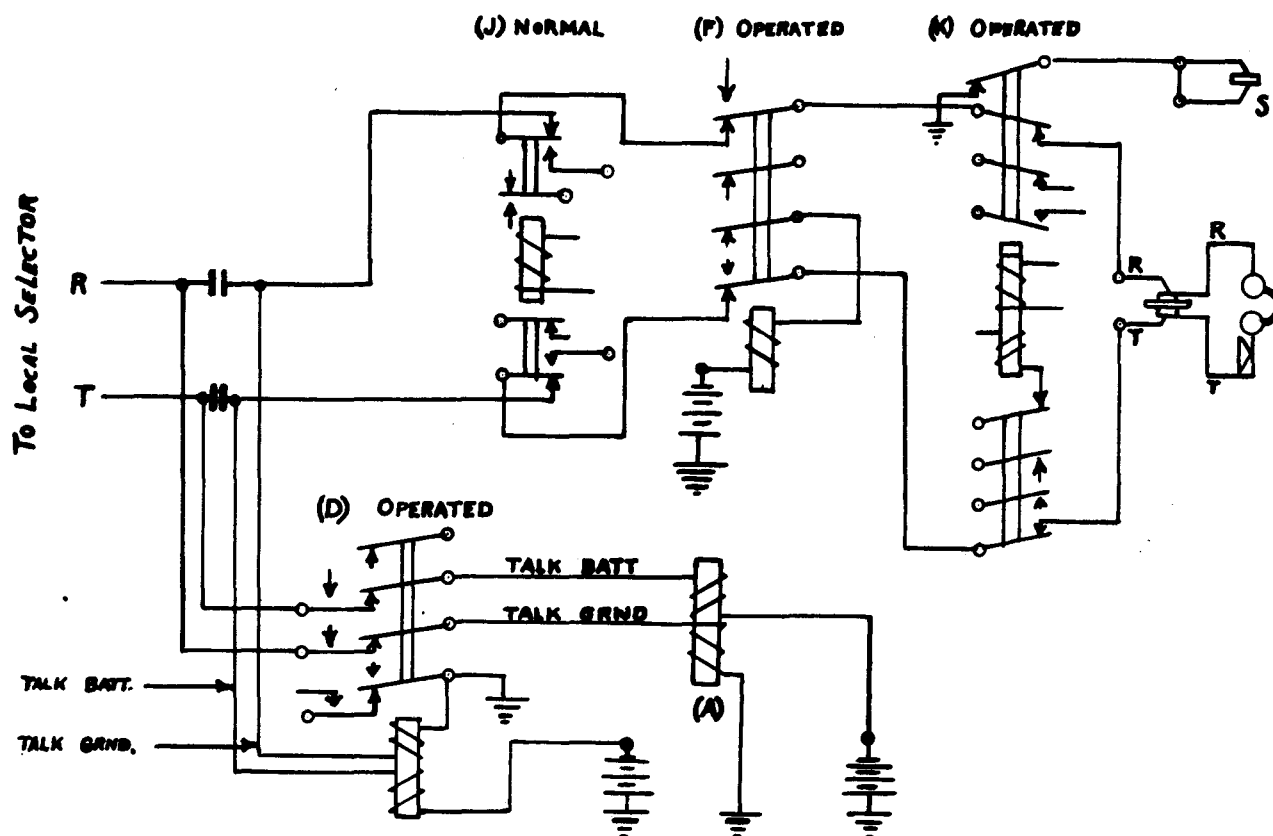 (J) NORMAL
(F) OPERATED
(K) OPERATED
S
TO LOCAL SELECTOR
R
R
R
T
T
T
(D) OPERATED
TALK BATT
TALK GRND
TALK BATT.
(A)
TALK GRND.